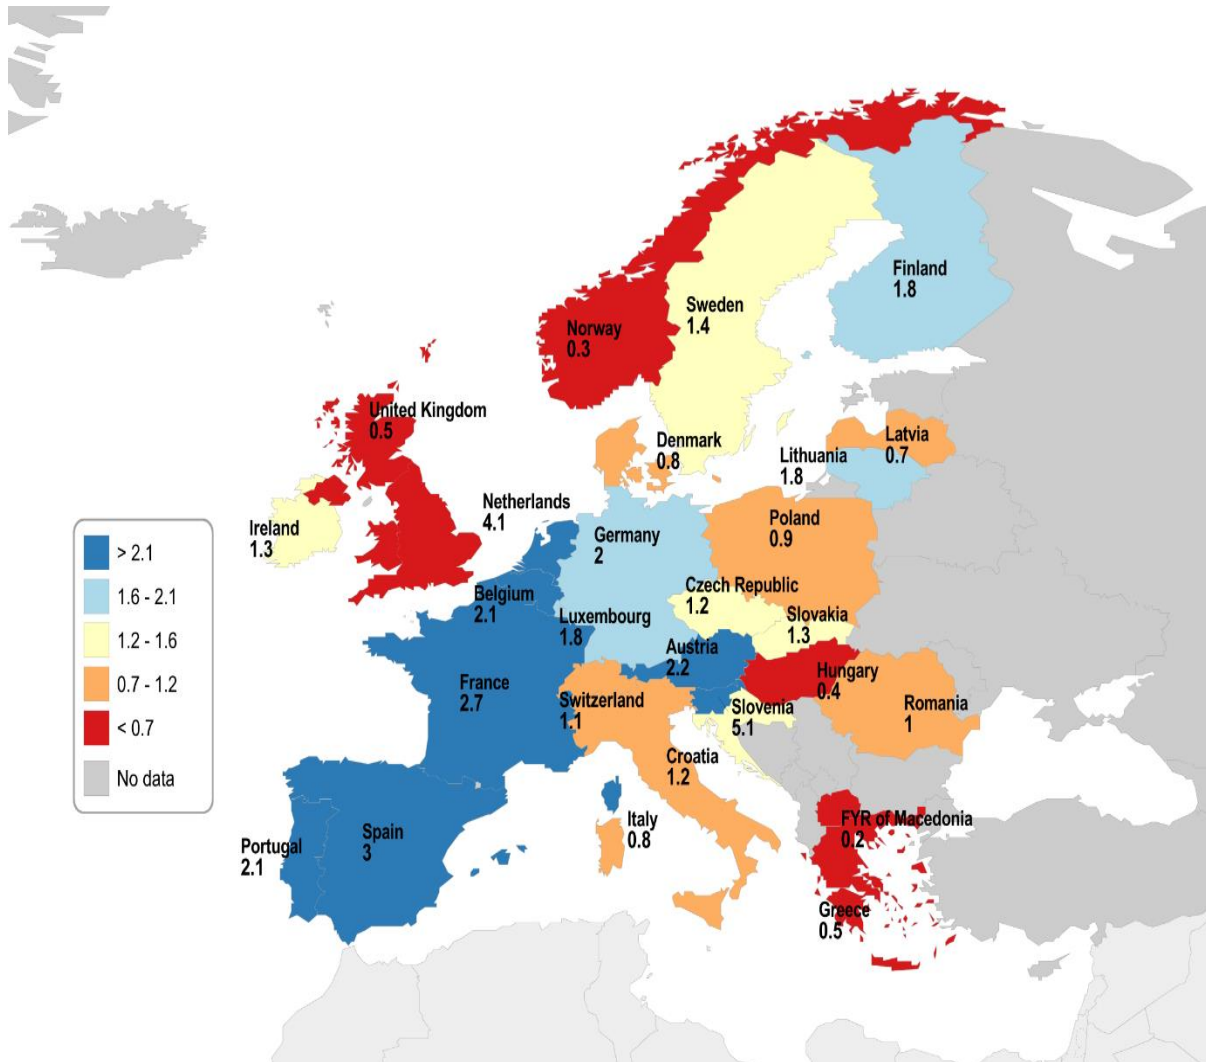 Finland
1.8
Sweden
1.4
Norway
0.3
United Kingdom
0.5
Denmark
0.8
Latvia
0.7
Lithuania
1.8
Netherlands
4.1
Ireland
1.3
Germany
2
Poland
0.9
Czech Republic
1.2
Belgium
2.1
Luxembourg
1.8
Slovakia
1.3
Austria
2.2
Hungary
0.4
France
2.7
Switzerland
1.1
Slovenia
5.1
Romania
1
Croatia
1.2
Italy
0.8
FYR of Macedonia
0.2
Spain
3
Portugal
2.1
Greece
0.5
> 2.1
1.6 - 2.1
1.2 - 1.6
0.7 - 1.2
< 0.7
No data